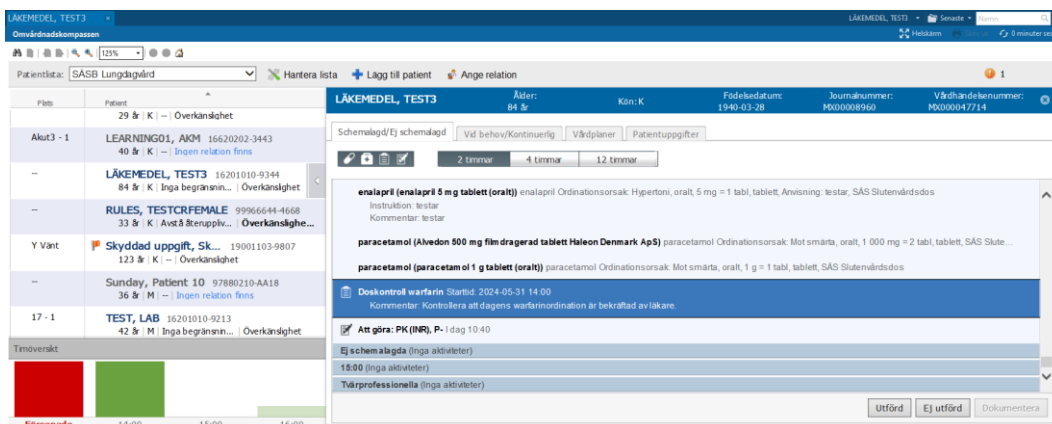 LÄKEMEDEL, TEST3 ×
LÄKEMEDEL, TEST3 Senaste Namn
Omvårdnadskompassen
Helskärm 0 minuter sec
125%
Patientlista: SÄSB Lungdagvård Hantera lista Lägg till patient Ange relation 1
Plats Patient
29 år | K | -- | Överkänslighet
Akut3 - 1 LEARNING01, AKM 16620202-3443
40 år | K | -- | Ingen relation finns
-- LÄKEMEDEL, TEST3 16201010-9344
84 år | K | Inga begränsnin... | Överkänslighet
-- RULES, TESTCRFEMALE 99966644-4668
33 år | K | Avstå återuppliv... | Överkänslighe...
Y Vänt Skyddad uppgift, Sk... 19001103-9807
123 år | K | -- | Överkänslighet
-- Sunday, Patient 10 97880210-AA18
36 år | M | -- | Ingen relation finns
17 - 1 TEST, LAB 16201010-9213
42 år | M | Inga begränsnin... | Överkänslighet
Timöversikt
Försenade 14:00 15:00 16:00
LÄKEMEDEL, TEST3 Ålder: 84 år Kön: K Födelsedatum: 1940-03-28 Journalnummer: MX00008960 Vårdhändelsenummer: MX000047714
Schemalagd/Ej schemalagd Vid behov/Kontinuerlig Vårdplaner Patientuppgifter
2 timmar 4 timmar 12 timmar
enalapril (enalapril 5 mg tablett (oralt)) enalapril Ordinationsorsak: Hypertoni, oralt, 5 mg = 1 tabl, tablett, Anvisning: testar, SÄS Slutenvårdsdos
Instruktion: testar
Kommentar: testar
paracetamol (Alvedon 500 mg filmdragerad tablett Haleon Denmark ApS) paracetamol Ordinationsorsak: Mot smärta, oralt, 1 000 mg = 2 tabl, tablett, SÄS Slute...
paracetamol (paracetamol 1 g tablett (oralt)) paracetamol Ordinationsorsak: Mot smärta, oralt, 1 g = 1 tabl, tablett, SÄS Slutenvårdsdos
Doskontroll warfarin Starttid: 2024-05-31 14:00
Kommentar: Kontrollera att dagens warfarinordination är bekräftad av läkare.
Att göra: PK (INR), P- I dag 10:40
Ej schemalagda (Inga aktiviteter)
15:00 (Inga aktiviteter)
Tvärprofessionella (Inga aktiviteter)
Utförd Ej utförd Dokumentera